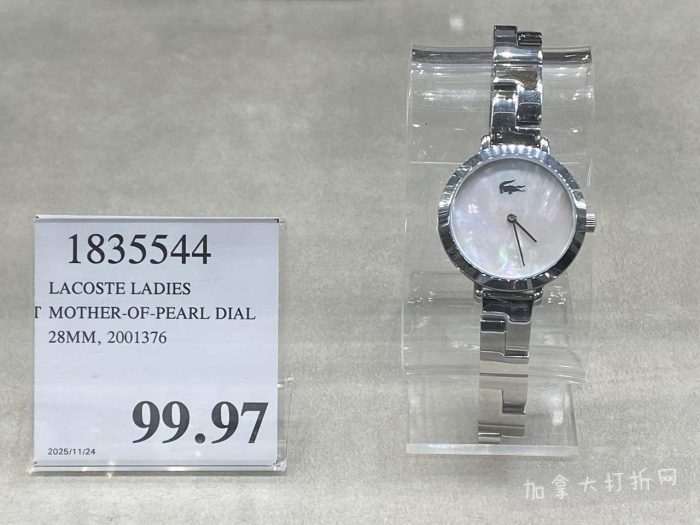 1835544
LACOSTE LADIES
T MOTHER-OF-PEARL DIAL
28MM, 2001376
99.97
2025/11/24
加拿大打折网